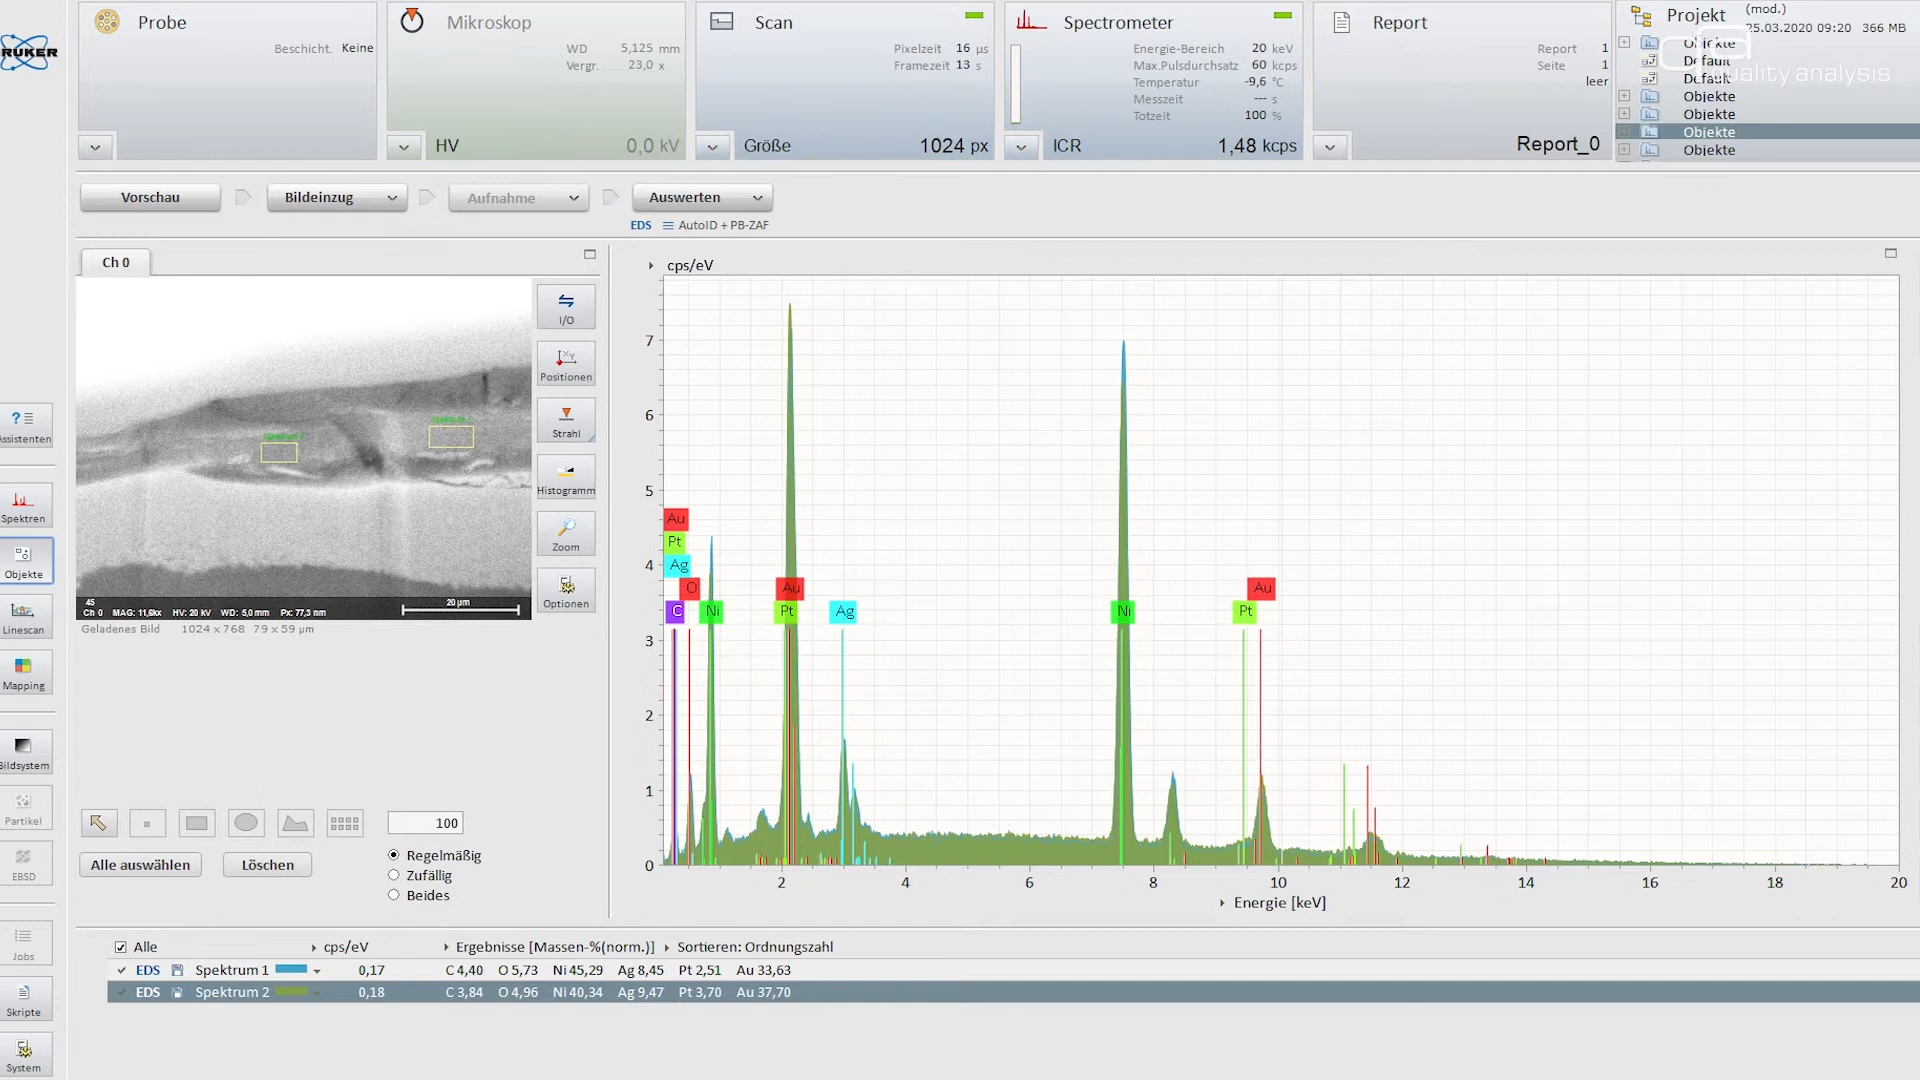 RUKER
Probe
Beschicht. Keine
Mikroskop
WD 5,125 mm
Vergr. 23,0 x
HV 0,0 kV
Scan
Pixelzeit 16 µs
Framezeit 13 s
Größe 1024 px
Spectrometer
Energie-Bereich 20 keV
Max.Pulsdurchsatz 60 kcps
Temperatur -9,6 °C
Messzeit --- s
Totzeit 100 %
ICR 1,48 kcps
Report
Report 1
Seite 1
leer
Report_0
Projekt (mod.)
25.03.2020 09:20 366 MB
Objekte
Default
Default
Objekte
Objekte
Objekte
Objekte
quality analysis
Vorschau
Bildeinzug
Aufnahme
Auswerten
EDS AutoID + PB-ZAF
Ch 0
I/O
Positionen
Strahl
Histogramm
Zoom
Optionen
45
Ch 0 MAG: 11,6kx HV: 20 kV WD: 5,0 mm Px: 77,3 nm 20 µm
Geladenes Bild 1024 x 768 79 x 59 µm
ssistenten
Spektren
Objekte
Linescan
Mapping
Bildsystem
Partikel
EBSD
Jobs
Skripte
System
100
Alle auswählen
Löschen
Regelmäßig
Zufällig
Beides
cps/eV
7
6
5
4
3
2
1
0
Au
Pt
Ag
O
C
Ni
Au
Pt
Ag
Ni
Au
Pt
2 4 6 8 10 12 14 16 18 20
Energie [keV]
Alle cps/eV Ergebnisse [Massen-%(norm.)] Sortieren: Ordnungszahl
EDS Spektrum 1 0,17 C 4,40 O 5,73 Ni 45,29 Ag 8,45 Pt 2,51 Au 33,63
EDS Spektrum 2 0,18 C 3,84 O 4,96 Ni 40,34 Ag 9,47 Pt 3,70 Au 37,70